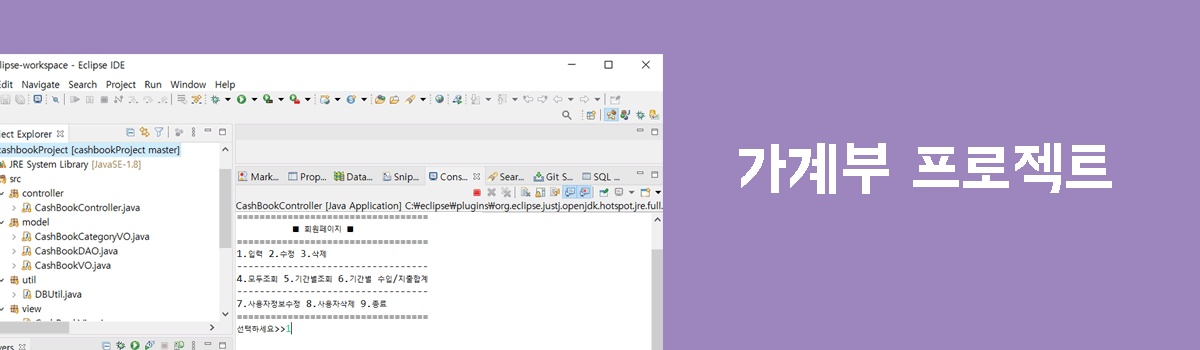 lipse-workspace - Eclipse IDE
Edit Navigate Search Project Run Window Help
ject Explorer
cashbookProject [cashbookProject master]
JRE System Library [JavaSE-1.8]
src
controller
CashBookController.java
model
CashBookCategoryVO.java
CashBookDAO.java
CashBookVO.java
util
DBUtil.java
view
Mark... Prop... Data... Snip... Cons... Sear... Git S... SQL ...
CashBookController [Java Application] C:₩eclipse₩plugins₩org.eclipse.justj.openjdk.hotspot.jre.full.
==================================
■ 회원페이지 ■
==================================
1.입력 2.수정 3.삭제
----------------------------------
4.모두조회 5.기간별조회 6.기간별 수입/지출합계
----------------------------------
7.사용자정보수정 8.사용자삭제 9.종료
==================================
선택하세요>>1
가계부 프로젝트